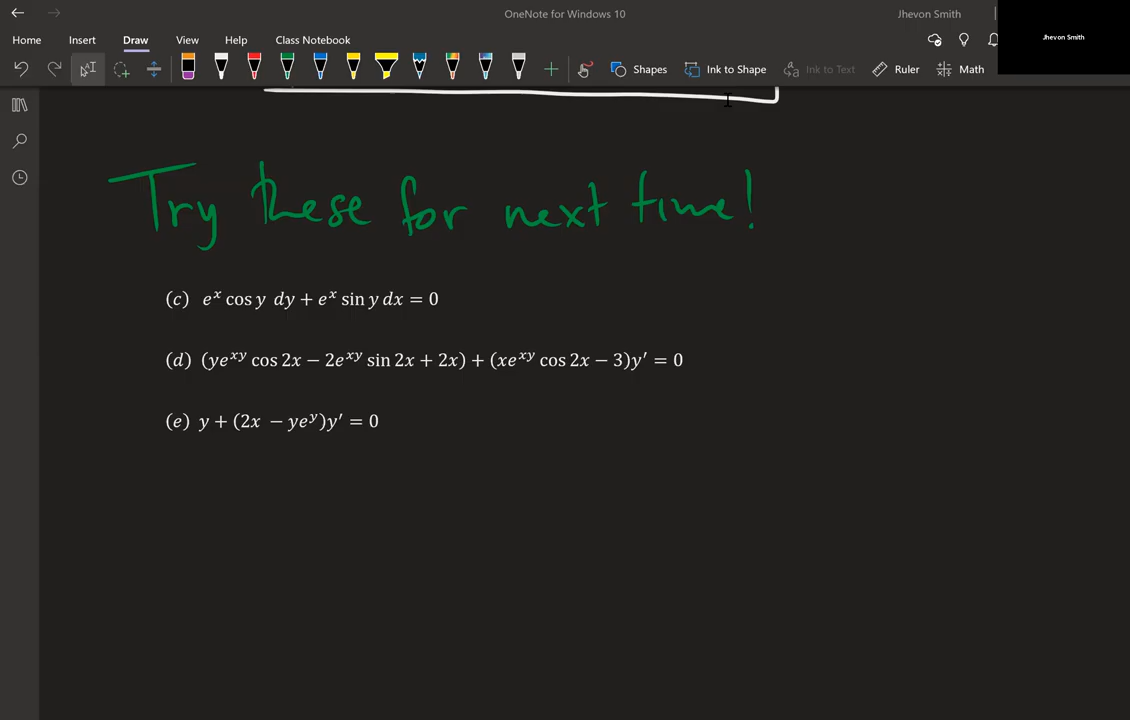 OneNote for Windows 10
Jhevon Smith
Jhevon Smith
Home Insert Draw View Help Class Notebook
Shapes Ink to Shape Ink to Text Ruler Math
Try these for next time!
(c) e^x cos y dy + e^x sin y dx = 0
(d) (ye^{xy} cos 2x − 2e^{xy} sin 2x + 2x) + (xe^{xy} cos 2x − 3)y′ = 0
(e) y + (2x − ye^y)y′ = 0